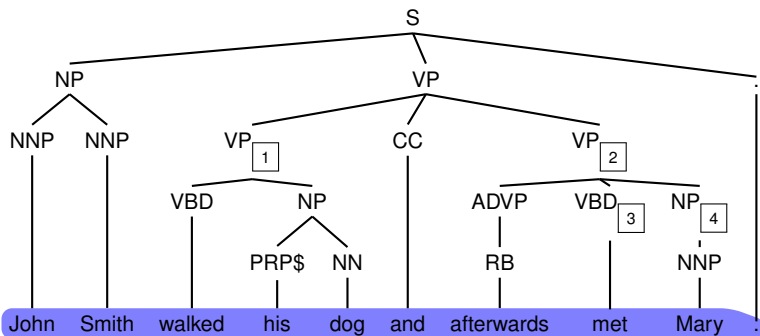 S
NP VP .
NNP NNP VP 1 CC VP 2
VBD NP ADVP VBD 3 NP 4
PRP$ NN RB NNP
John Smith walked his dog and afterwards met Mary .